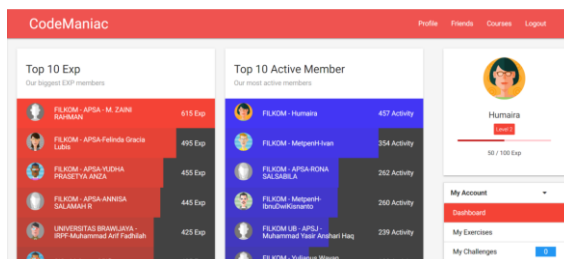 CodeManiac
Profile
Friends
Courses
Logout
Top 10 Exp
Our biggest EXP members
FILKOM - APSA - M. ZAINI
RAHMAN
615 Exp
FILKOM - APSA-Felinda Gracia
Lubis
495 Exp
FILKOM - APSA-YUDHA
PRASETYA ANZA
455 Exp
FILKOM - APSA-ANNISA
SALAMAH R
445 Exp
UNIVERSITAS BRAWIJAYA -
IRPF-Muhammad Arif Fadhilah
425 Exp
Top 10 Active Member
Our most active members
FILKOM - Humaira
457 Activity
FILKOM - MetpenH-Ivan
354 Activity
FILKOM - APSA-RONA
SALSABILA
262 Activity
FILKOM - MetpenH-
IbnuDwiKisnanto
260 Activity
FILKOM UB - APSJ -
Muhammad Yasir Anshari Haq
239 Activity
FILKOM - Yulianus Wayan
Humaira
Level 2
50 / 100 Exp
My Account
Dashboard
My Exercises
My Challenges
0